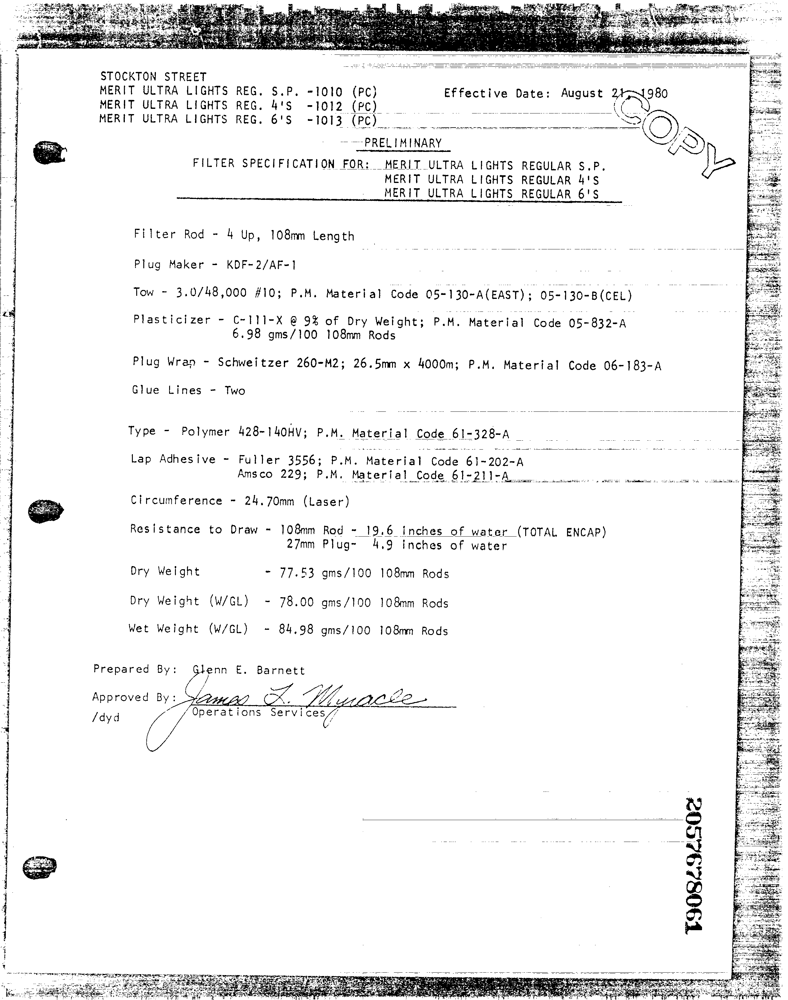 STOCKTON STREET
MERIT ULTRA LIGHTS REG. S.P. -1010 (PC)
Effective Date: August 21, 1980
MERIT ULTRA LIGHTS REG. 4'S -1012 (PC)
MERIT ULTRA LIGHTS REG. 6'S -1013 (PC)
COPY
PRELIMINARY
FILTER SPECIFICATION FOR: MERIT ULTRA LIGHTS REGULAR S.P.
MERIT ULTRA LIGHTS REGULAR 4'S
MERIT ULTRA LIGHTS REGULAR 6'S
Filter Rod - 4 Up, 108mm Length
Plug Maker - KDF-2/AF-1
Tow - 3.0/48,000 #10; P.M. Material Code 05-130-A(EAST); 05-130-B(CEL)
Plasticizer - C-111-X @ 9% of Dry Weight; P.M. Material Code 05-832-A
6.98 gms/100 108mm Rods
Plug Wrap - Schweitzer 260-M2; 26.5mm x 4000m; P.M. Material Code 06-183-A
Glue Lines - Two
Type - Polymer 428-140HV; P.M. Material Code 61-328-A
Lap Adhesive - Fuller 3556; P.M. Material Code 61-202-A
Amsco 229; P.M. Material Code 61-211-A
Circumference - 24.70mm (Laser)
Resistance to Draw - 108mm Rod - 19.6 inches of water (TOTAL ENCAP)
27mm Plug- 4.9 inches of water
Dry Weight - 77.53 gms/100 108mm Rods
Dry Weight (W/GL) - 78.00 gms/100 108mm Rods
Wet Weight (W/GL) - 84.98 gms/100 108mm Rods
Prepared By: Glenn E. Barnett
Approved By: James L. Myracle
Operations Services
/dyd
2057678061